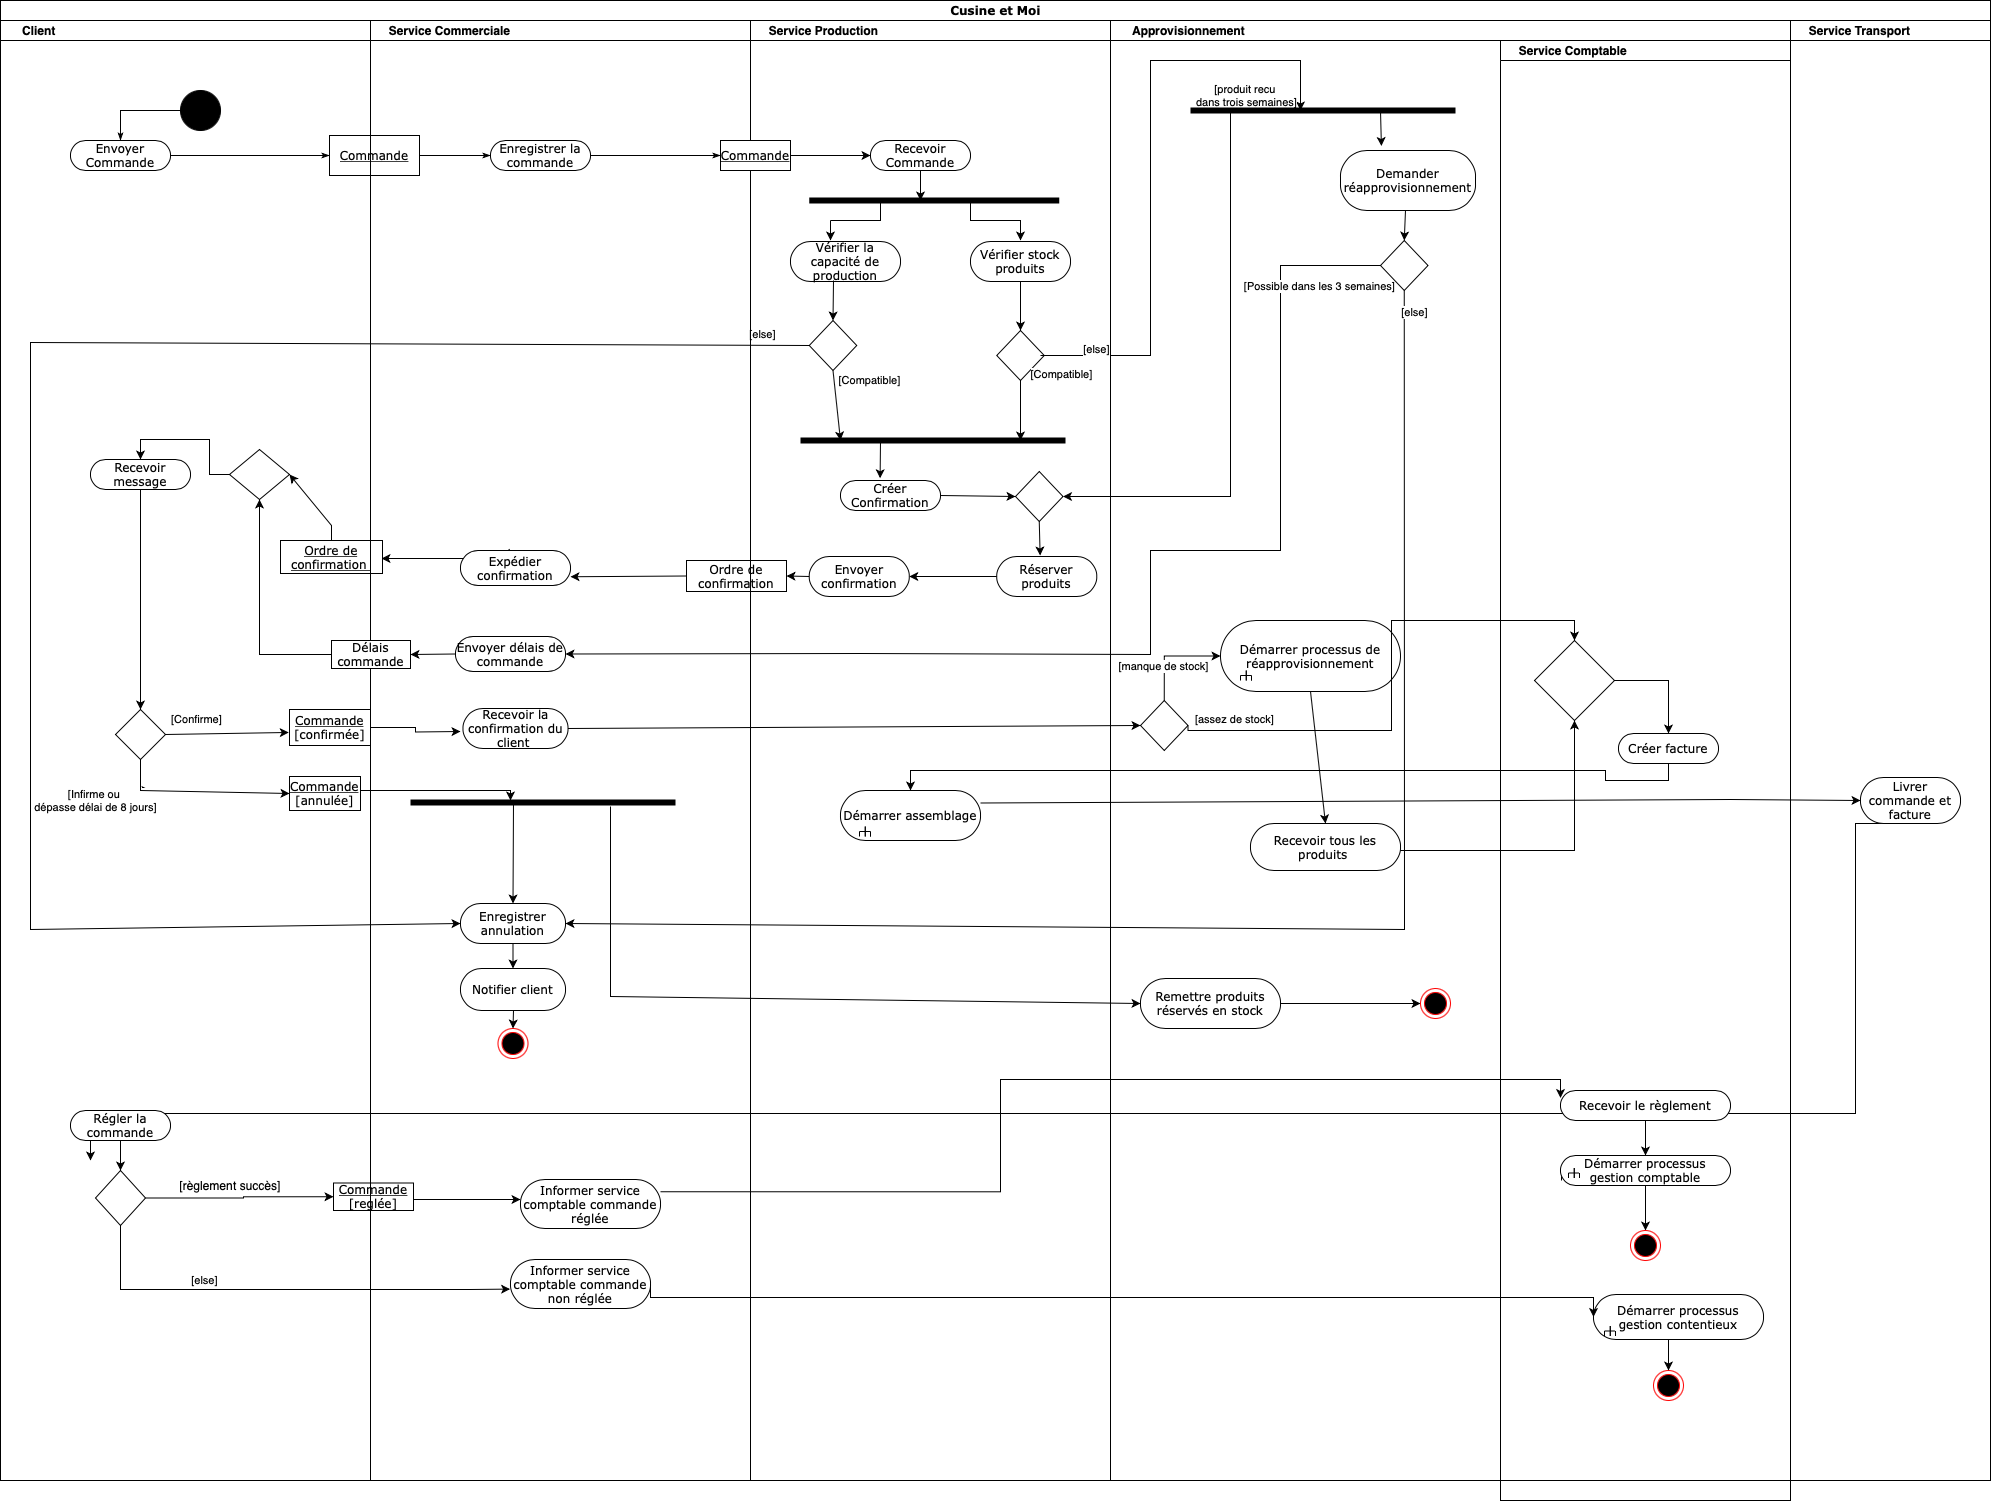 Cusine et Moi
Client
Service Commerciale
Service Production
Approvisionnement
Service Transport
Service Comptable
[produit recu
dans trois semaines]
Envoyer
Commande
Commande
Enregistrer la
commande
Commande
Recevoir
Commande
Demander
réapprovisionnement
Vérifier la
capacité de
production
Vérifier stock
produits
[Possible dans les 3 semaines]
[else]
[else]
[else]
[Compatible]
[Compatible]
Recevoir
message
Créer
Confirmation
Ordre de
confirmation
Expédier
confirmation
Ordre de
confirmation
Envoyer
confirmation
Réserver
produits
Délais
commande
Envoyer délais de
commande
Démarrer processus de
réapprovisionnement
[manque de stock]
[Confirme]
Commande
[confirmée]
Recevoir la
confirmation du
client
[assez de stock]
Créer facture
[Infirme ou
dépasse délai de 8 jours]
Commande
[annulée]
Démarrer assemblage
Livrer
commande et
facture
Recevoir tous les
produits
Enregistrer
annulation
Notifier client
Remettre produits
réservés en stock
Régler la
commande
Recevoir le règlement
Démarrer processus
gestion comptable
[règlement succès]
Commande
[reglée]
Informer service
comptable commande
réglée
[else]
Informer service
comptable commande
non réglée
Démarrer processus
gestion contentieux